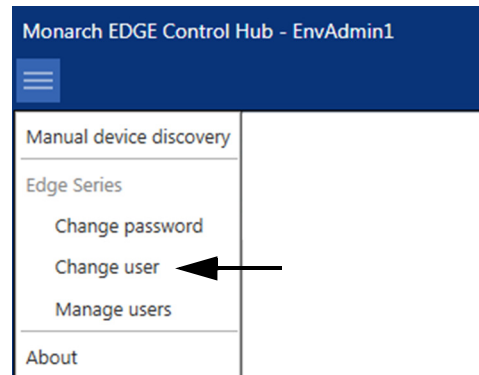 Monarch EDGE Control Hub - EnvAdmin1
Manual device discovery
Edge Series
Change password
Change user
Manage users
About